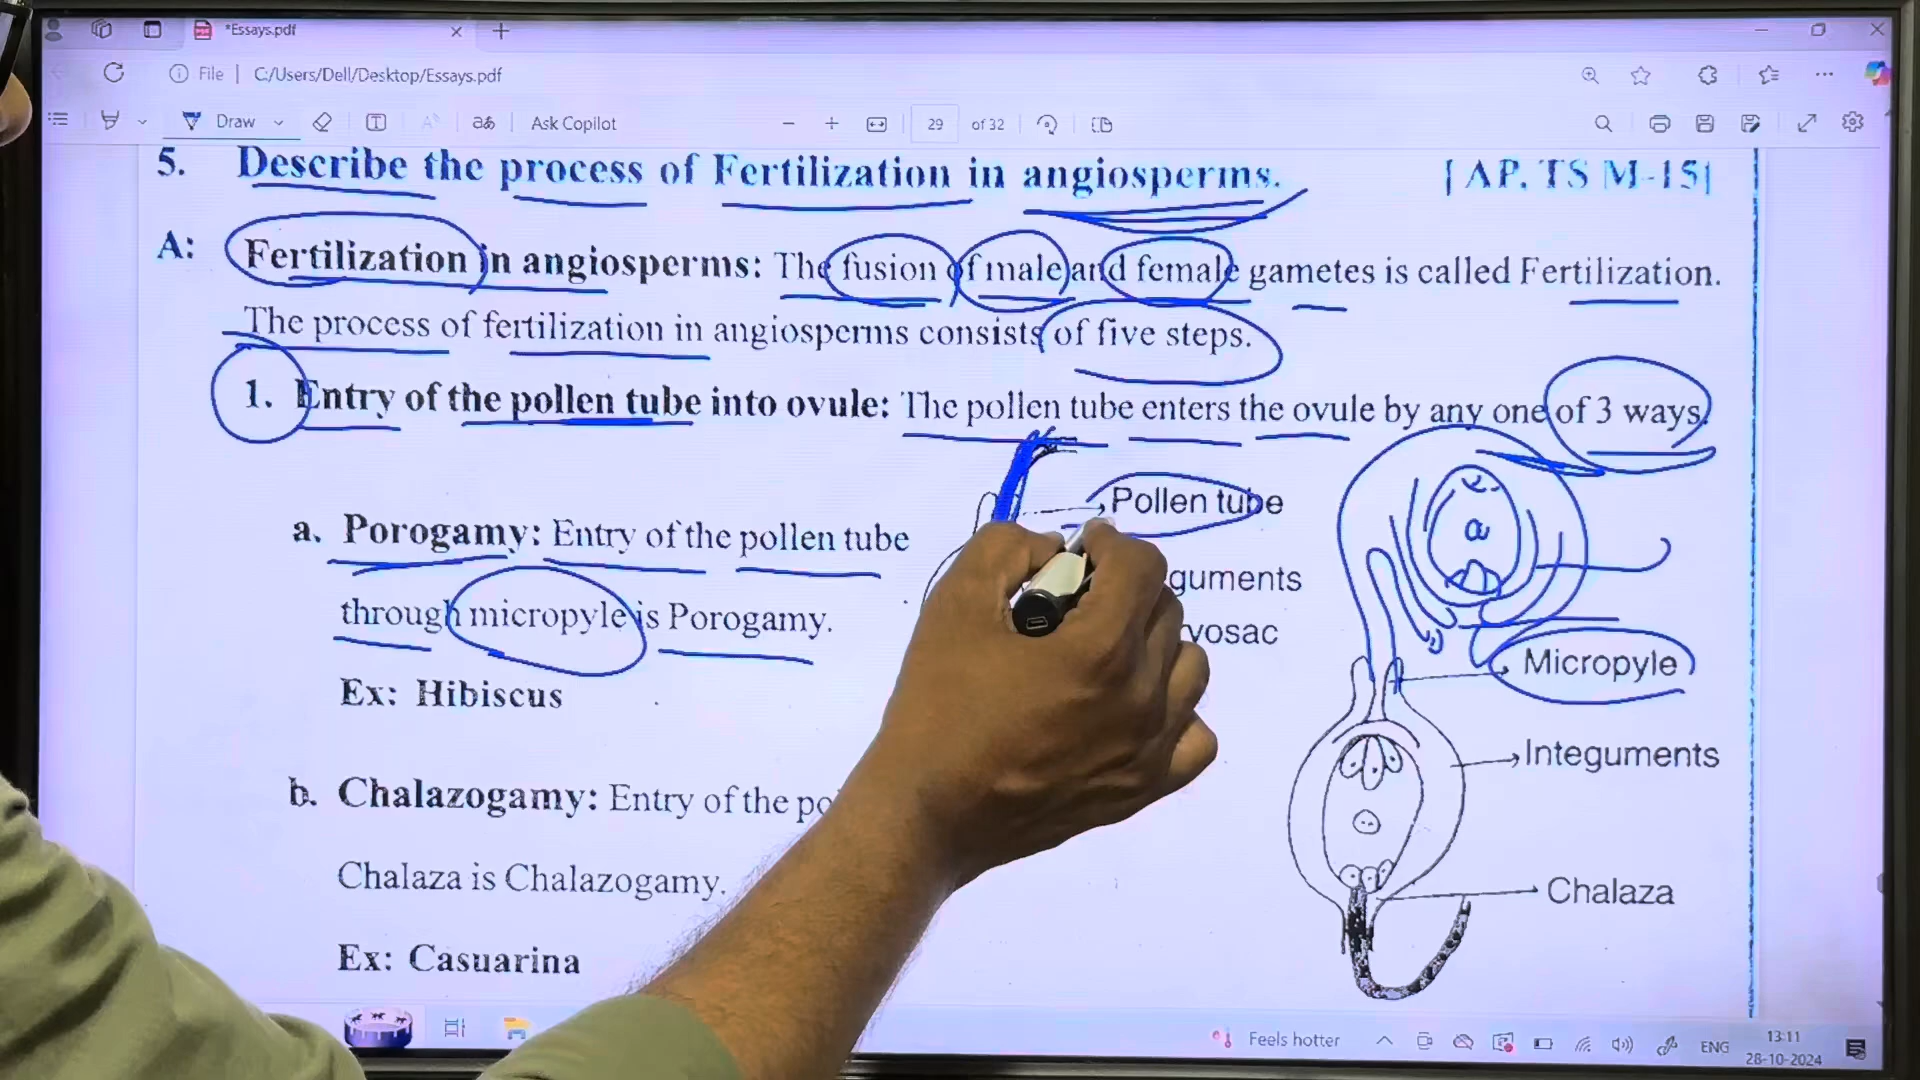 *Essays.pdf
File | C:/Users/Dell/Desktop/Essays.pdf
Draw
Ask Copilot
29 of 32
5. Describe the process of Fertilization in angiosperms. [AP. TS M-15]
A: Fertilization in angiosperms: The fusion of male and female gametes is called Fertilization.
The process of fertilization in angiosperms consists of five steps.
1. Entry of the pollen tube into ovule: The pollen tube enters the ovule by any one of 3 ways.
Pollen tube
a. Porogamy: Entry of the pollen tube
guments
through micropyle is Porogamy.
yosac
Micropyle
Ex: Hibiscus
Integuments
b. Chalazogamy: Entry of the po
Chalaza is Chalazogamy.
Chalaza
Ex: Casuarina
Feels hotter
ENG
13:11
28-10-2024